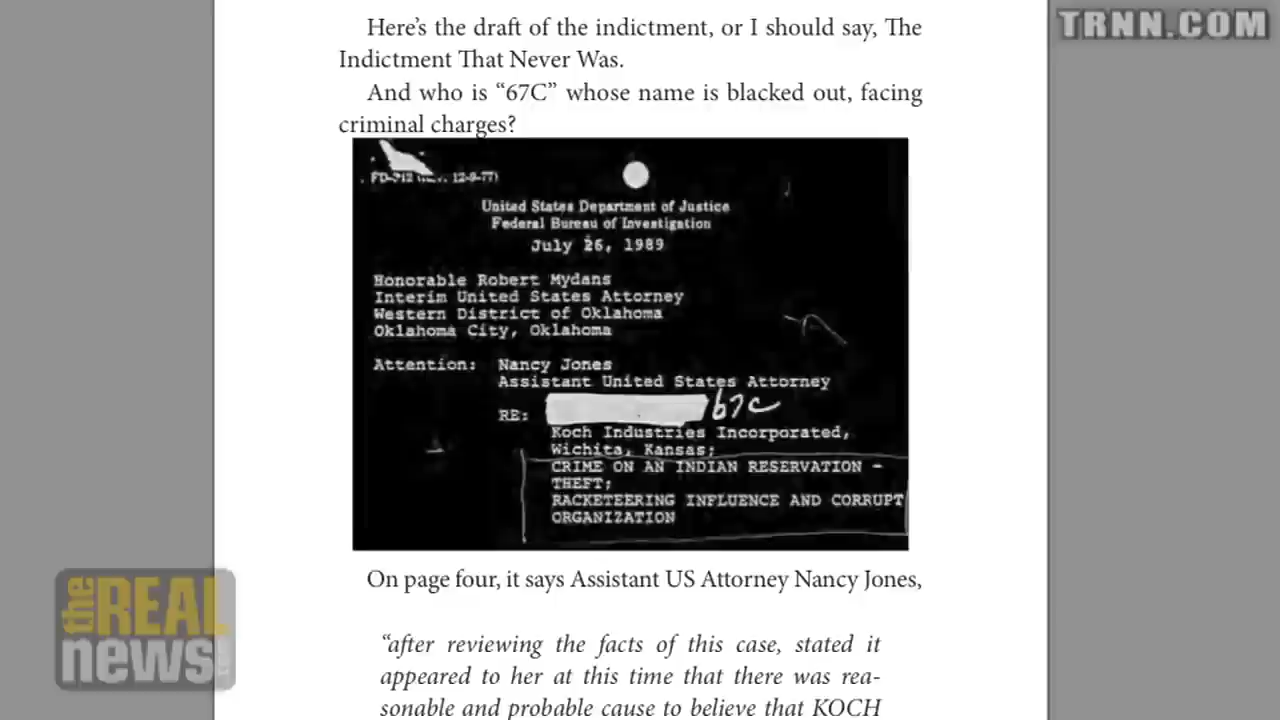 TRNN.COM
Here's the draft of the indictment, or I should say, The
Indictment That Never Was.
And who is “67C” whose name is blacked out, facing
criminal charges?
12-9-77)
United States Department of Justice
Federal Bureau of Investigation
July 26, 1989
Honorable Robert Mydans
Interim United States Attorney
Western District of Oklahoma
Oklahoma City, Oklahoma
Attention: Nancy Jones
Assistant United States Attorney
RE: b7C
Koch Industries Incorporated,
Wichita, Kansas;
CRIME ON AN INDIAN RESERVATION –
THEFT;
RACKETEERING INFLUENCE AND CORRUPT
ORGANIZATION
On page four, it says Assistant US Attorney Nancy Jones,
“after reviewing the facts of this case, stated it
appeared to her at this time that there was rea-
sonable and probable cause to believe that KOCH
the REAL
news